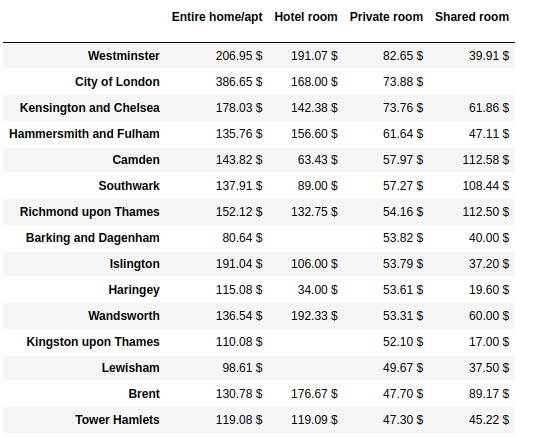 Entire home/apt Hotel room Private room Shared room
Westminster 206.95 $ 191.07 $ 82.65 $ 39.91 $
City of London 386.65 $ 168.00 $ 73.88 $
Kensington and Chelsea 178.03 $ 142.38 $ 73.76 $ 61.86 $
Hammersmith and Fulham 135.76 $ 156.60 $ 61.64 $ 47.11 $
Camden 143.82 $ 63.43 $ 57.97 $ 112.58 $
Southwark 137.91 $ 89.00 $ 57.27 $ 108.44 $
Richmond upon Thames 152.12 $ 132.75 $ 54.16 $ 112.50 $
Barking and Dagenham 80.64 $ 53.82 $ 40.00 $
Islington 191.04 $ 106.00 $ 53.79 $ 37.20 $
Haringey 115.08 $ 34.00 $ 53.61 $ 19.60 $
Wandsworth 136.54 $ 192.33 $ 53.31 $ 60.00 $
Kingston upon Thames 110.08 $ 52.10 $ 17.00 $
Lewisham 98.61 $ 49.67 $ 37.50 $
Brent 130.78 $ 176.67 $ 47.70 $ 89.17 $
Tower Hamlets 119.08 $ 119.09 $ 47.30 $ 45.22 $